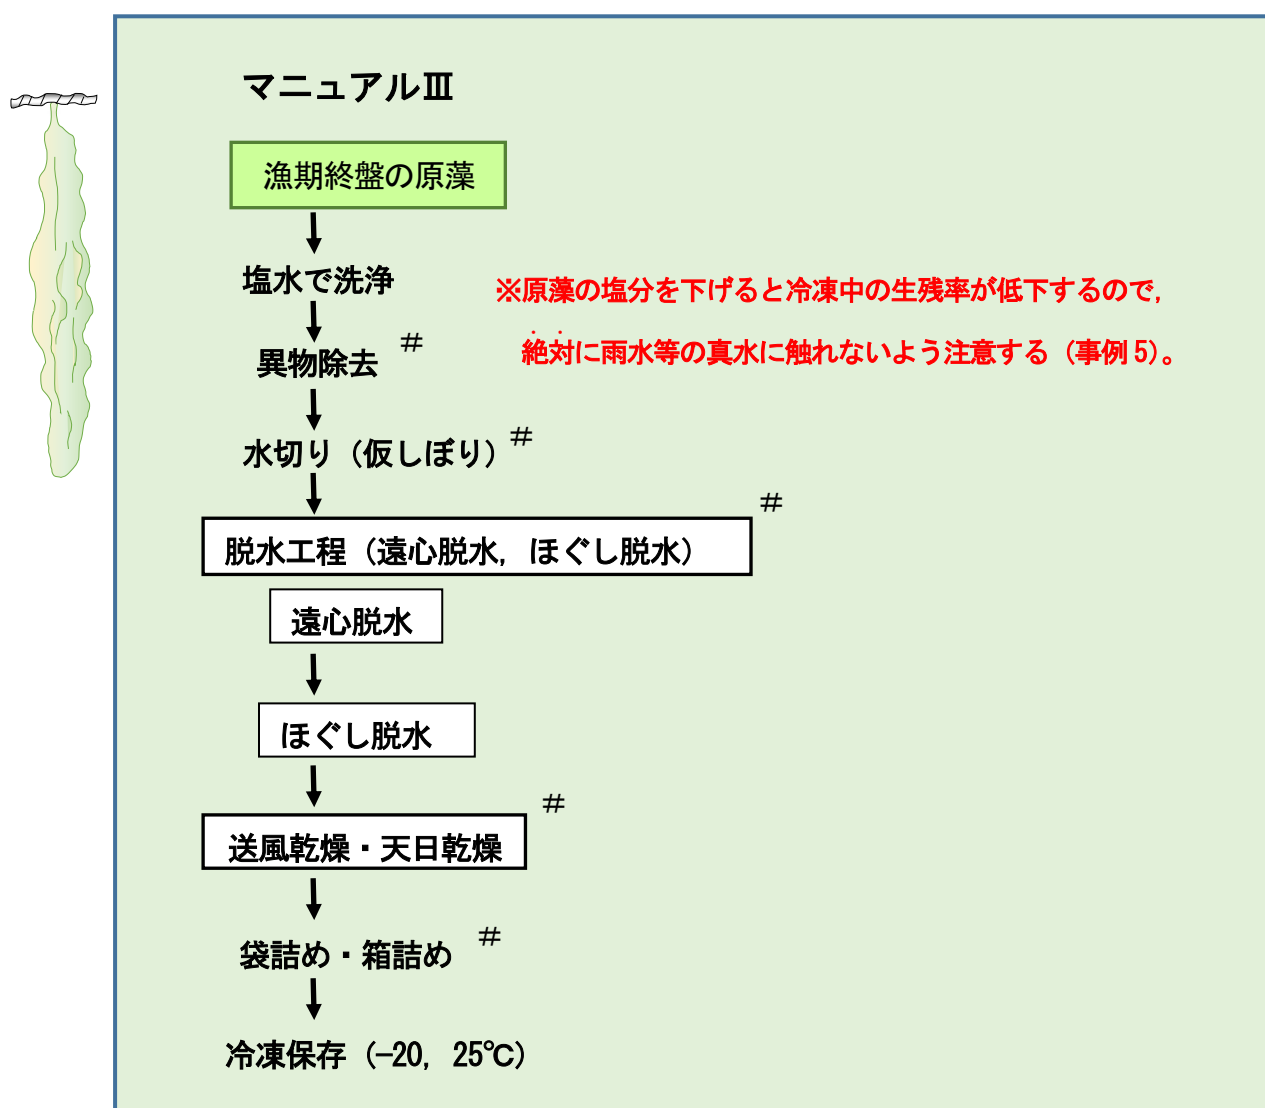 マニュアルⅢ
漁期終盤の原藻
塩水で洗浄
※原藻の塩分を下げると冷凍中の生残率が低下するので，
異物除去 ＃
絶対に雨水等の真水に触れないよう注意する（事例5）。
水切り（仮しぼり）＃
脱水工程（遠心脱水，ほぐし脱水） ＃
遠心脱水
ほぐし脱水
送風乾燥・天日乾燥 ＃
袋詰め・箱詰め ＃
冷凍保存（−20，25℃）